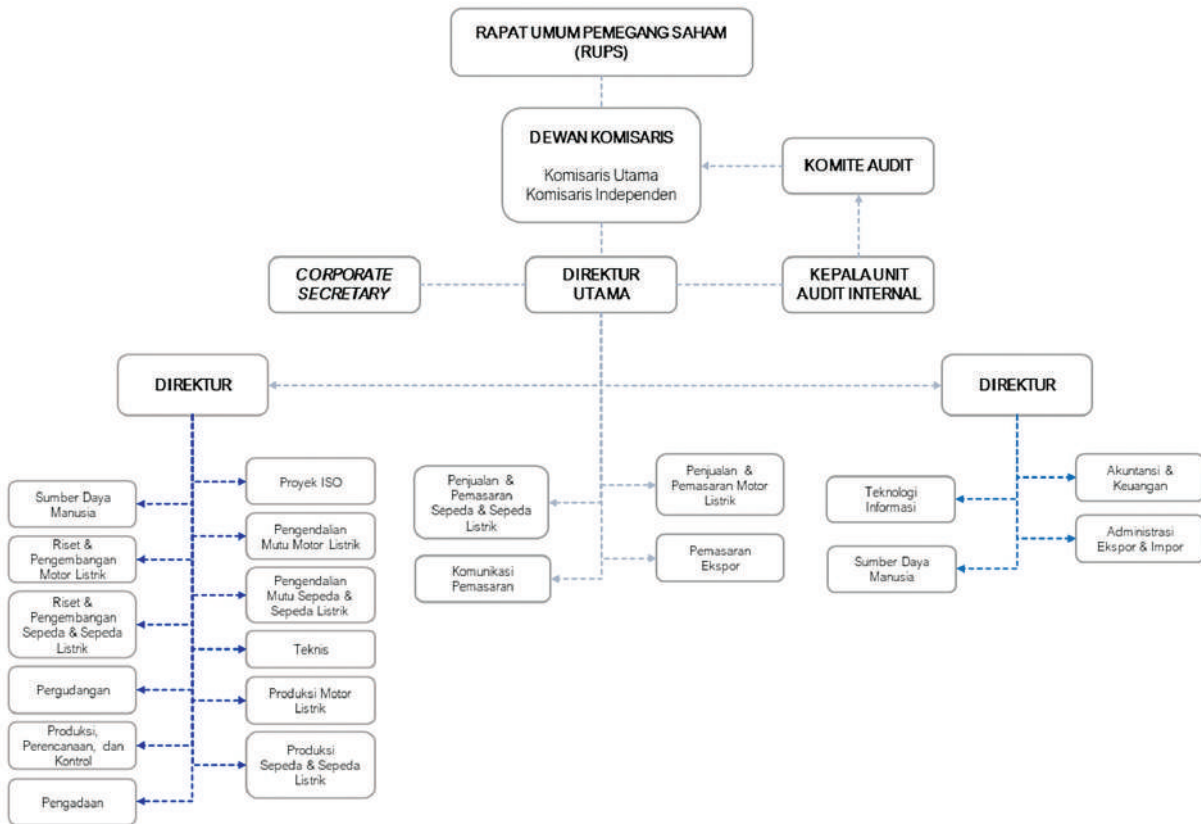 RAPAT UMUM PEMEGANG SAHAM
(RUPS)
DEWAN KOMISARIS
Komisaris Utama
Komisaris Independen
KOMITE AUDIT
CORPORATE
SECRETARY
DIREKTUR
UTAMA
KEPALA UNIT
AUDIT INTERNAL
DIREKTUR
DIREKTUR
Sumber Daya
Manusia
Riset &
Pengembangan
Motor Listrik
Riset &
Pengembangan
Sepeda & Sepeda
Listrik
Pergudangan
Produksi,
Perencanaan, dan
Kontrol
Pengadaan
Proyek ISO
Pengendalian
Mutu Motor Listrik
Pengendalian
Mutu Sepeda &
Sepeda Listrik
Teknis
Produksi Motor
Listrik
Produksi
Sepeda & Sepeda
Listrik
Penjualan &
Pemasaran
Sepeda & Sepeda
Listrik
Komunikasi
Pemasaran
Penjualan &
Pemasaran Motor
Listrik
Pemasaran
Ekspor
Teknologi
Informasi
Sumber Daya
Manusia
Akuntansi &
Keuangan
Administrasi
Ekspor & Impor